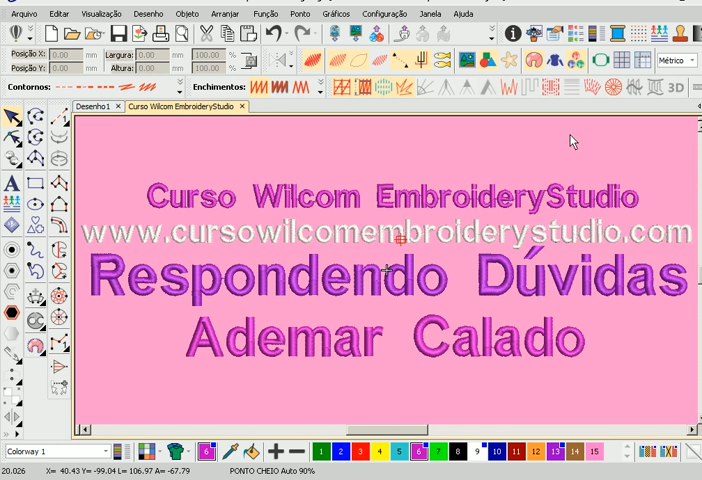 Arquivo Editar Visualização Desenho Objeto Arranjar Função Ponto Gráficos Configuração Janela Ajuda
Posição X: 0.00 mm Largura: 0.00 mm 100.00 %
Posição Y: 0.00 mm Altura: 0.00 mm 100.00 %
Métrico
Contornos: Enchimentos: 3D
Desenho1 Curso Wilcom EmbroideryStudio
Curso Wilcom EmbroideryStudio
www.cursowilcomembroiderystudio.com
Respondendo Dúvidas
Ademar Calado
Colorway 1 6 1 2 3 4 5 6 7 8 9 10 11 12 13 14 15
20.026 X= 40.43 Y= -99.04 L= 106.97 A= -67.79 PONTO CHEIO Auto 90%